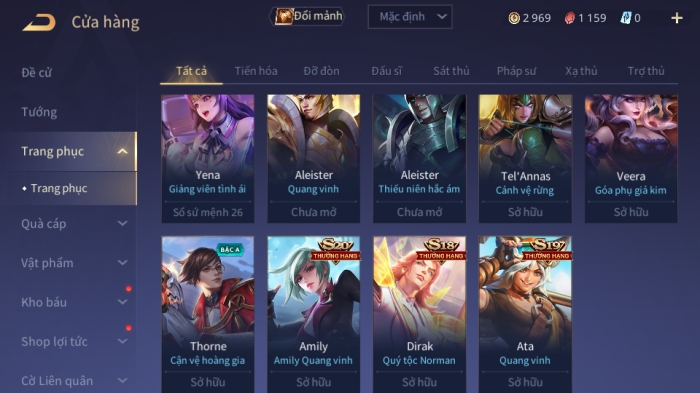 Cửa hàng
Đổi mảnh
Mặc định
2 969
1 159
0
Đề cử
Tướng
Trang phục
Trang phục
Quà cáp
Vật phẩm
Kho báu
Shop lợi tức
Cờ Liên quân
Tất cả
Tiến hóa
Đỡ đòn
Đấu sĩ
Sát thủ
Pháp sư
Xạ thủ
Trợ thủ
Yena
Giảng viên tình ái
Sổ sứ mệnh 26
Aleister
Quang vinh
Chưa mở
Aleister
Thiếu niên hắc ám
Chưa mở
Tel'Annas
Cảnh vệ rừng
Sở hữu
Veera
Góa phụ giả kim
Sở hữu
BẬC A
Thorne
Cận vệ hoàng gia
Sở hữu
S20
THƯỞNG HẠNG
Amily
Amily Quang vinh
Sở hữu
S18
THƯỞNG HẠNG
Dirak
Quý tộc Norman
Sở hữu
S19
THƯỞNG HẠNG
Ata
Quang vinh
Sở hữu